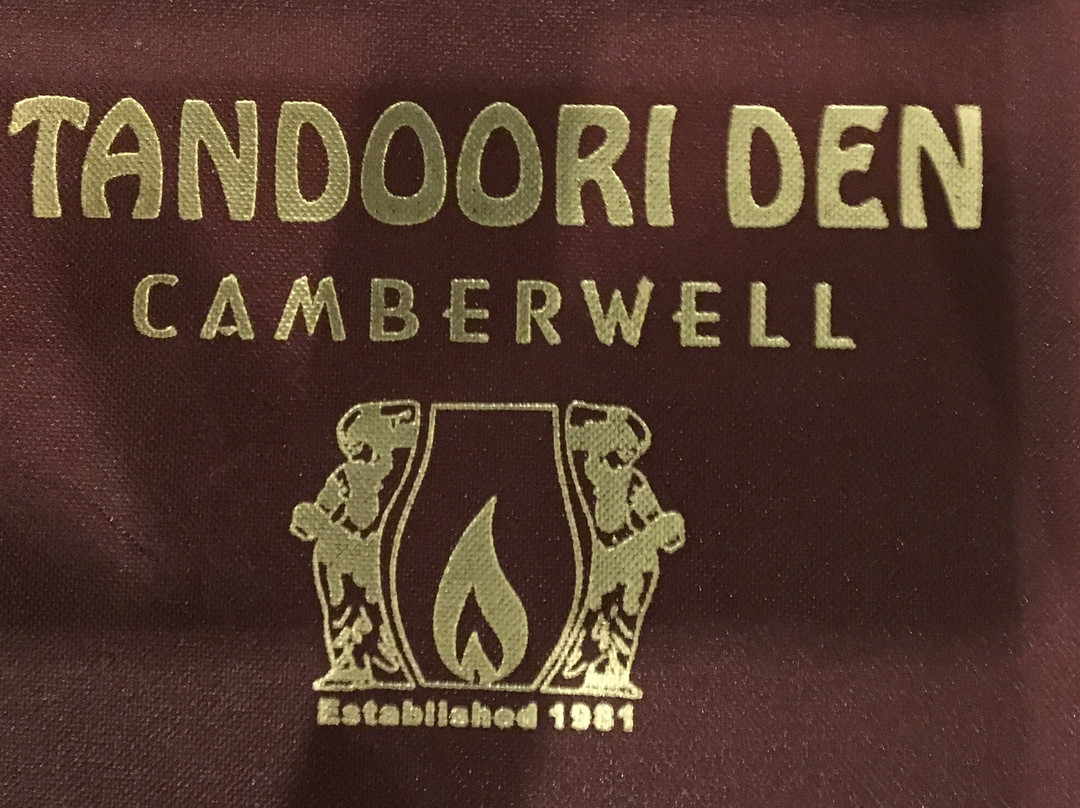 TANDOORI DEN
CAMBERWELL
Established 1981